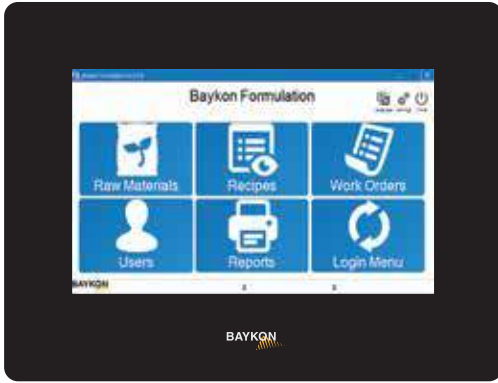 Baykon Formulation
Raw Materials
Recipes
Work Orders
Users
Reports
Login Menu
BAYKON
BAYKON